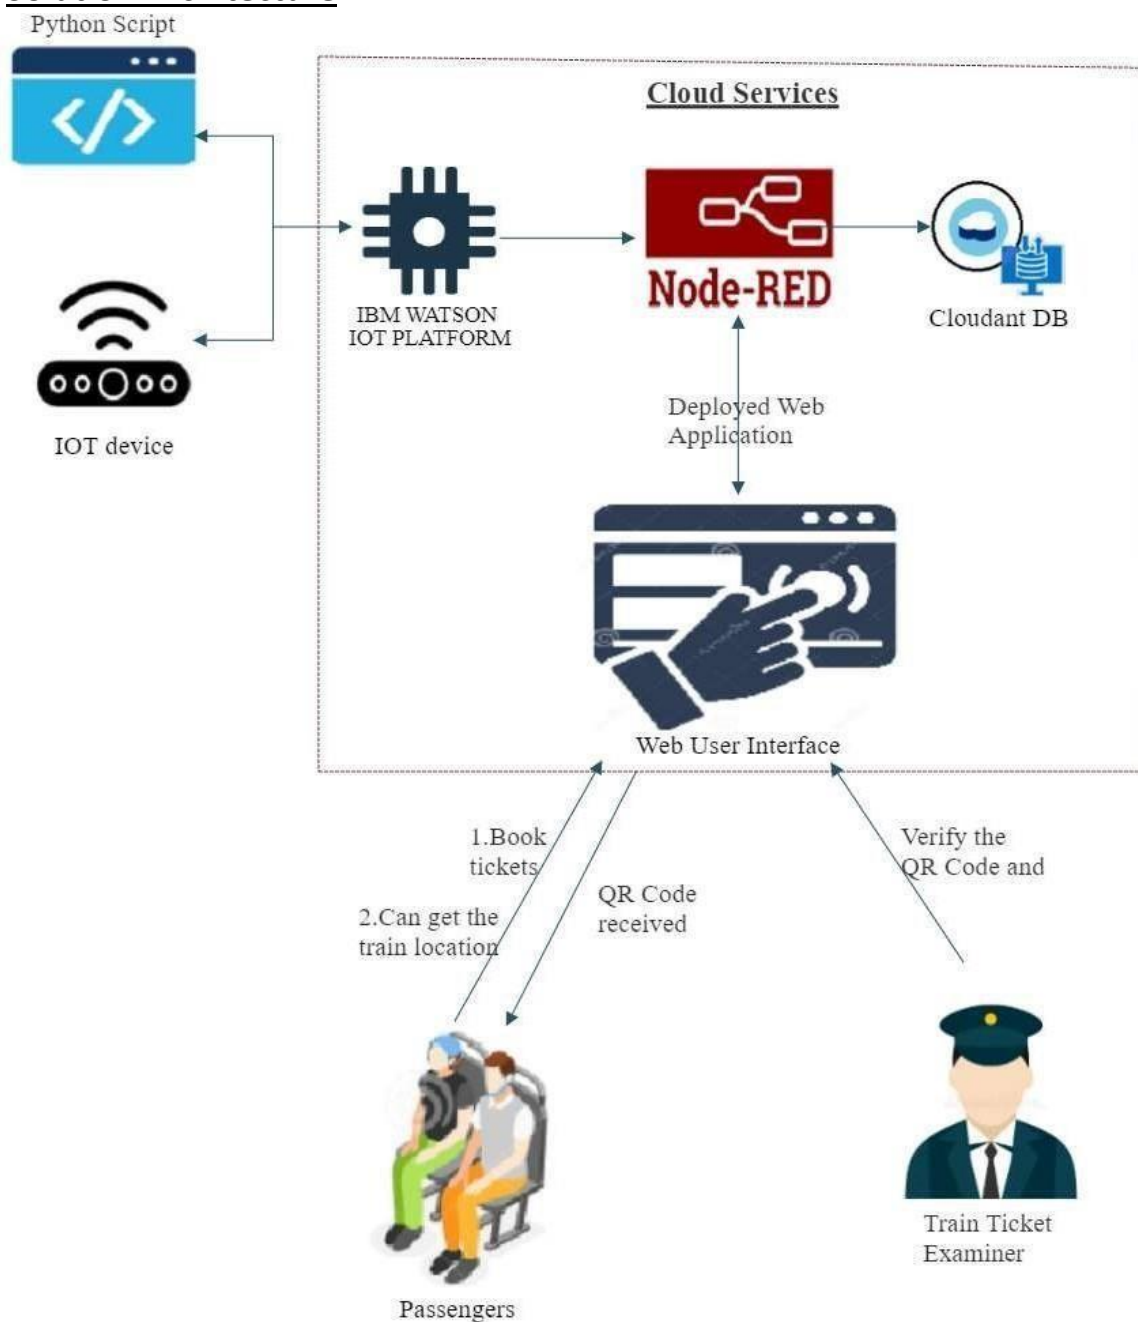 Python Script
Cloud Services
IBM WATSON
IOT PLATFORM
Node-RED
Cloudant DB
IOT device
Deployed Web
Application
Web User Interface
1.Book
tickets
2.Can get the
train location
QR Code
received
Verify the
QR Code and
Train Ticket
Examiner
Passengers